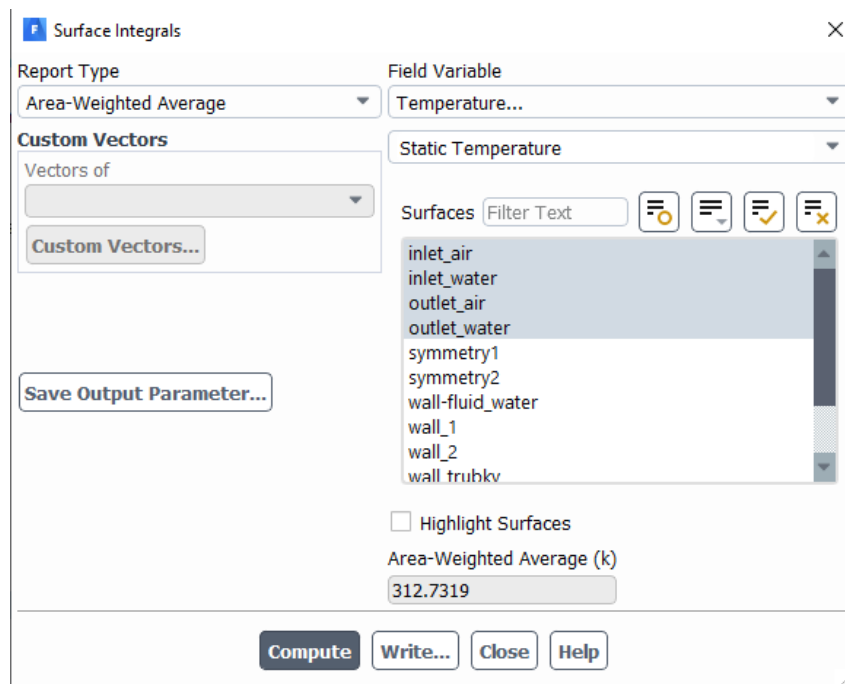 Surface Integrals
Report Type
Area-Weighted Average
Custom Vectors
Vectors of
Custom Vectors...
Save Output Parameter...
Field Variable
Temperature...
Static Temperature
Surfaces Filter Text
inlet_air
inlet_water
outlet_air
outlet_water
symmetry1
symmetry2
wall-fluid_water
wall_1
wall_2
wall_trubky
Highlight Surfaces
Area-Weighted Average (k)
312.7319
Compute Write... Close Help